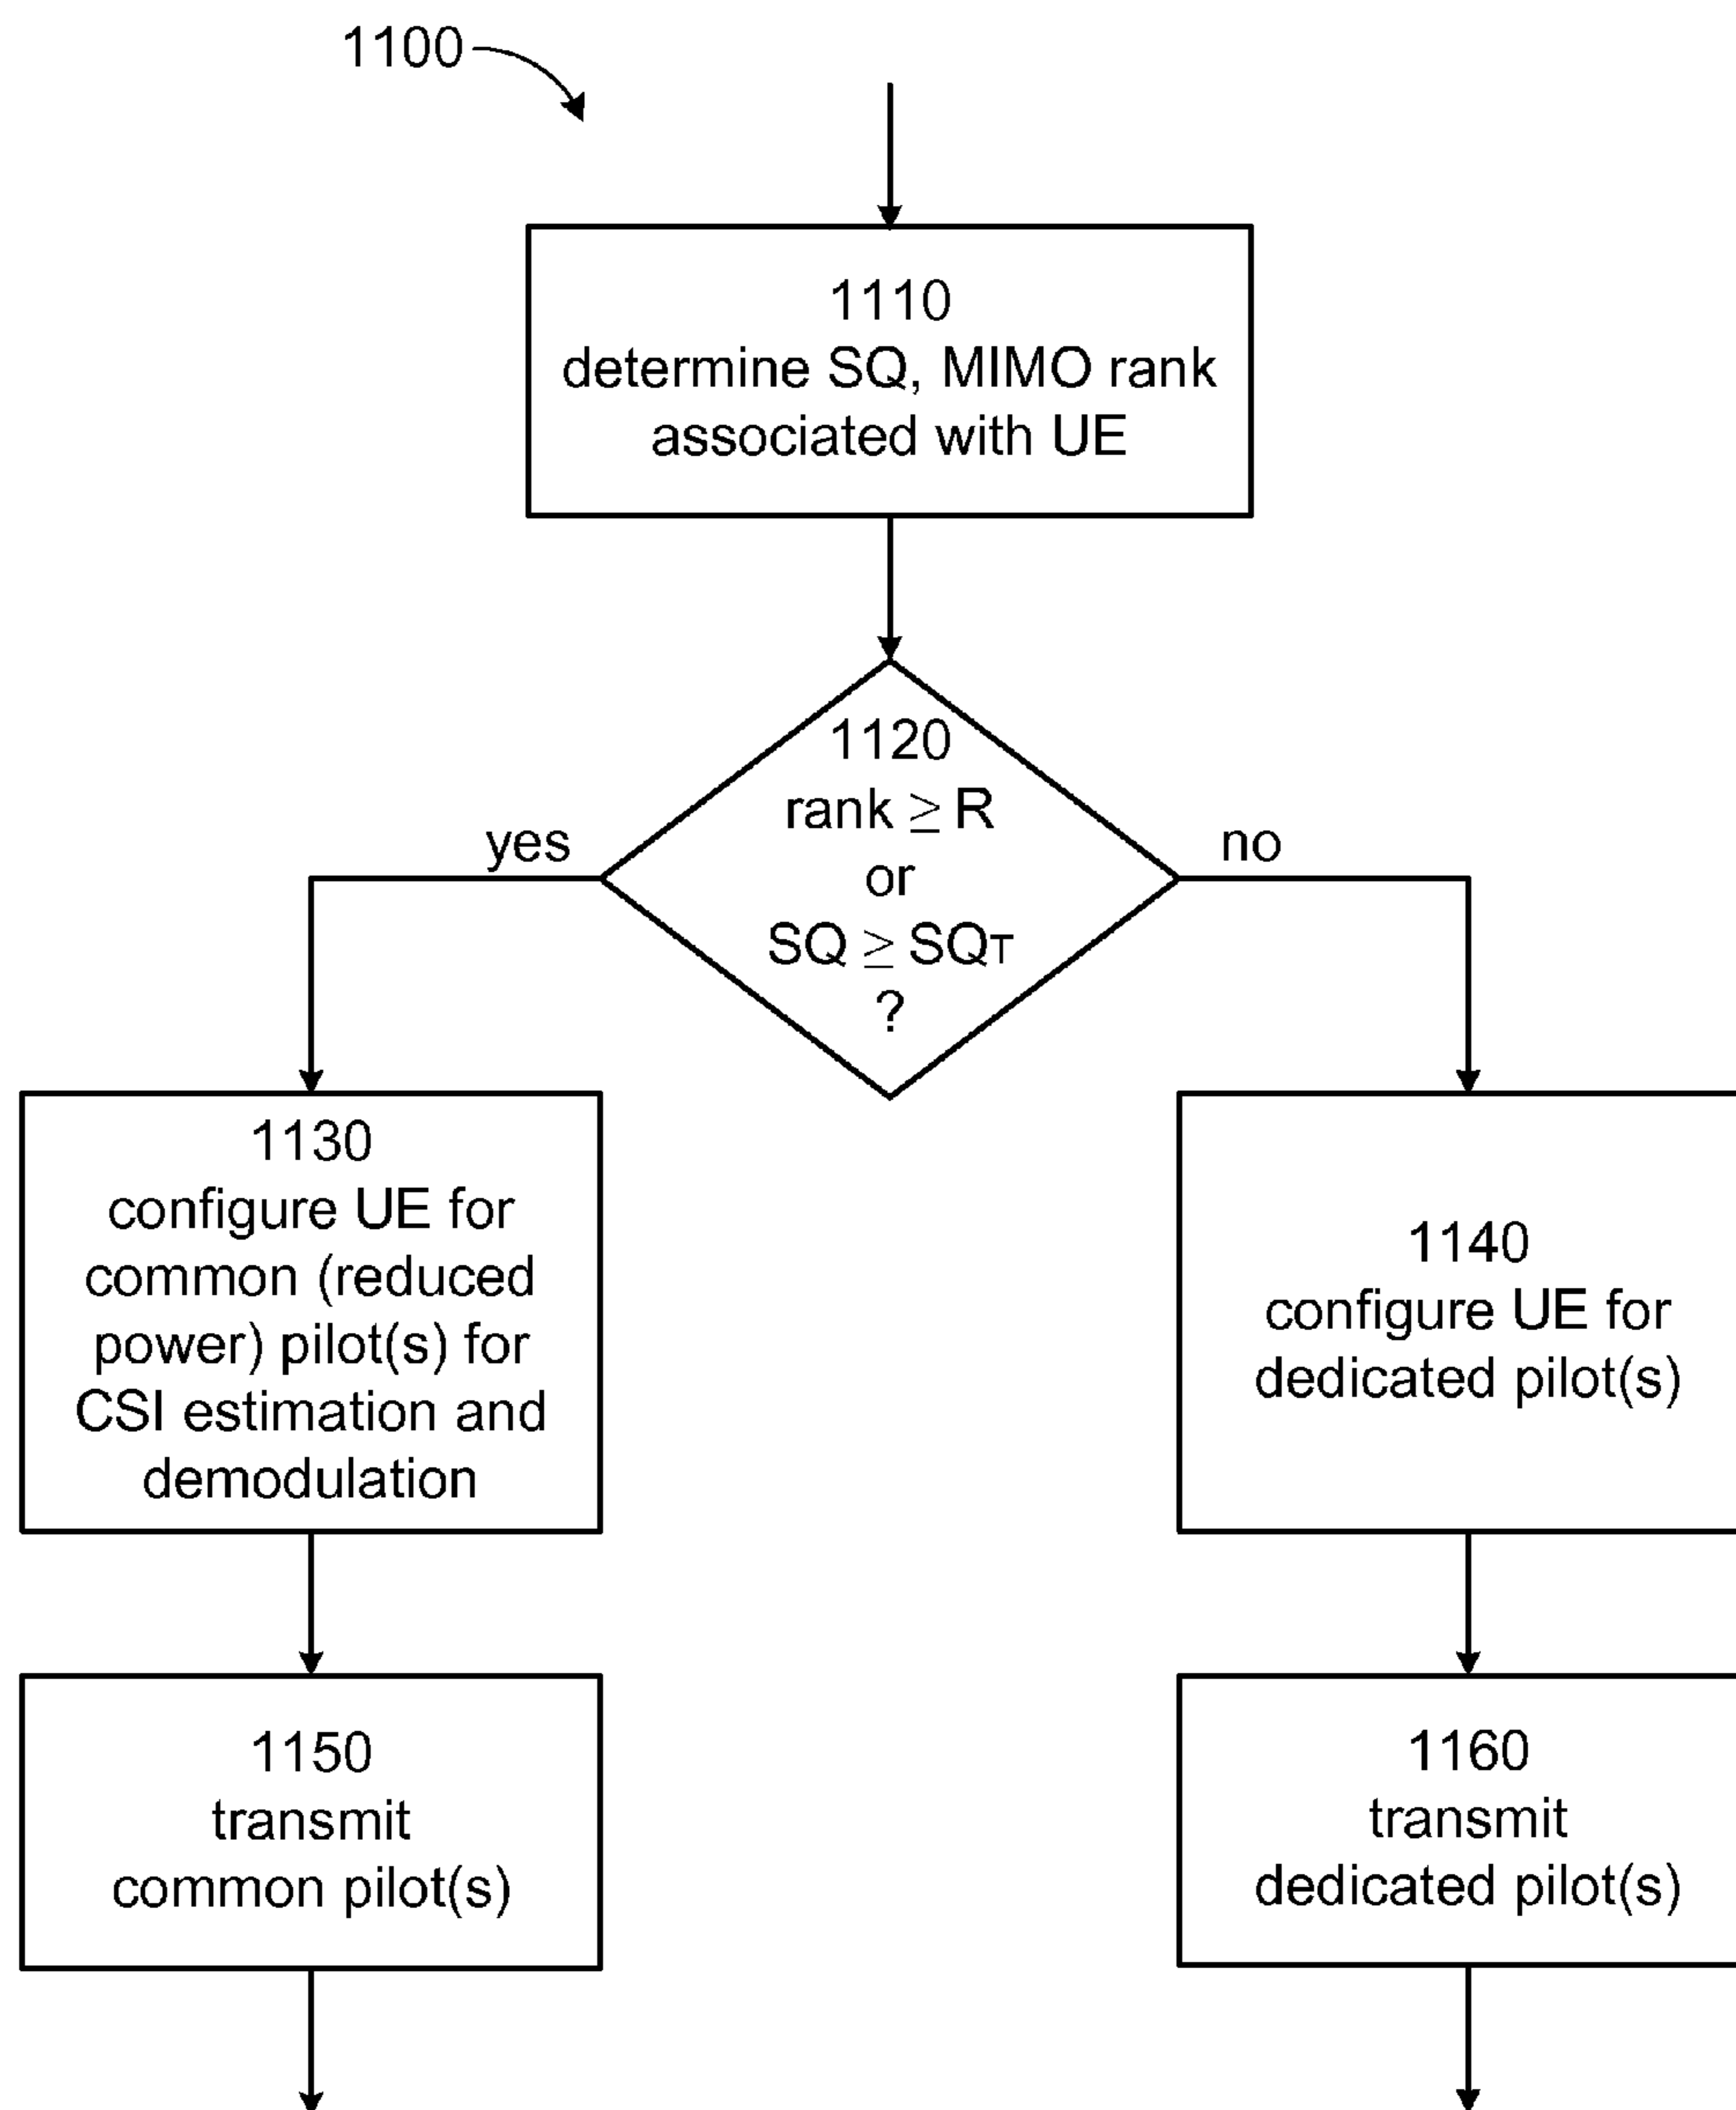 1100
1110
determine SQ, MIMO rank
associated with UE
1120
rank ≥ R
or
SQ ≥ SQT
?
yes
no
1130
configure UE for
common (reduced
power) pilot(s) for
CSI estimation and
demodulation
1140
configure UE for
dedicated pilot(s)
1150
transmit
common pilot(s)
1160
transmit
dedicated pilot(s)